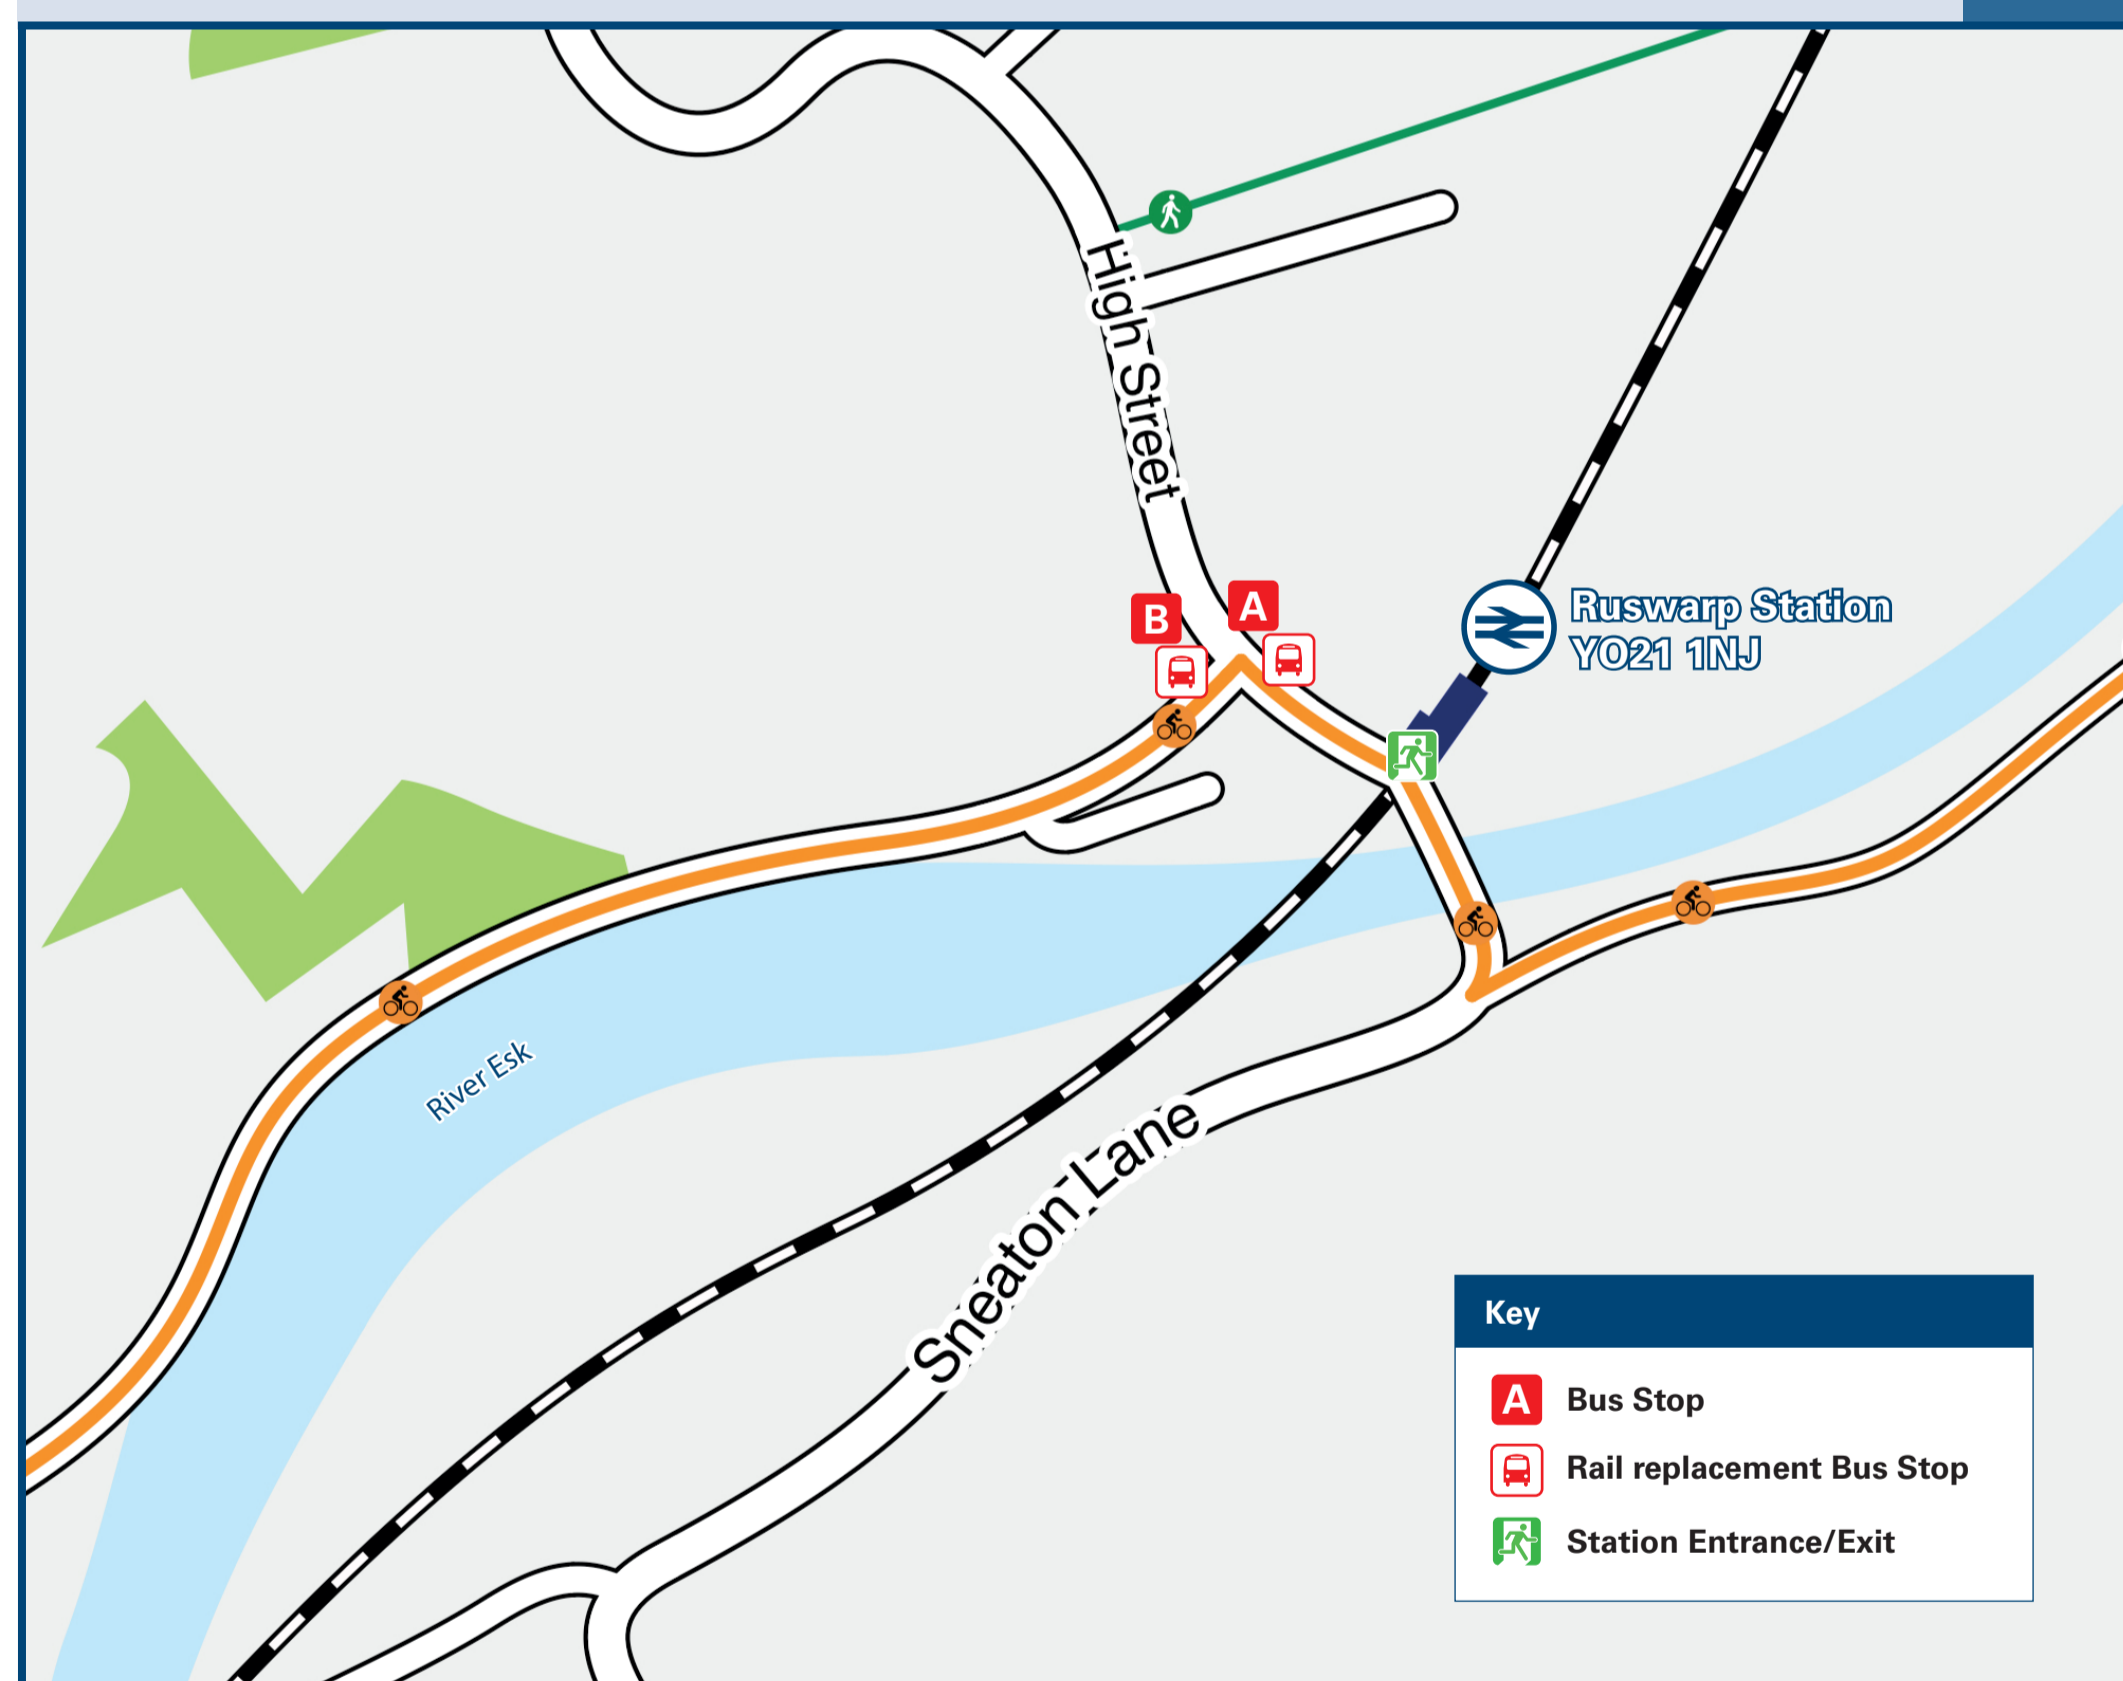 High Street
B
A
Ruswarp Station
YO21 1NJ
River Esk
Sneaton Lane
Key
A Bus Stop
Rail replacement Bus Stop
Station Entrance/Exit